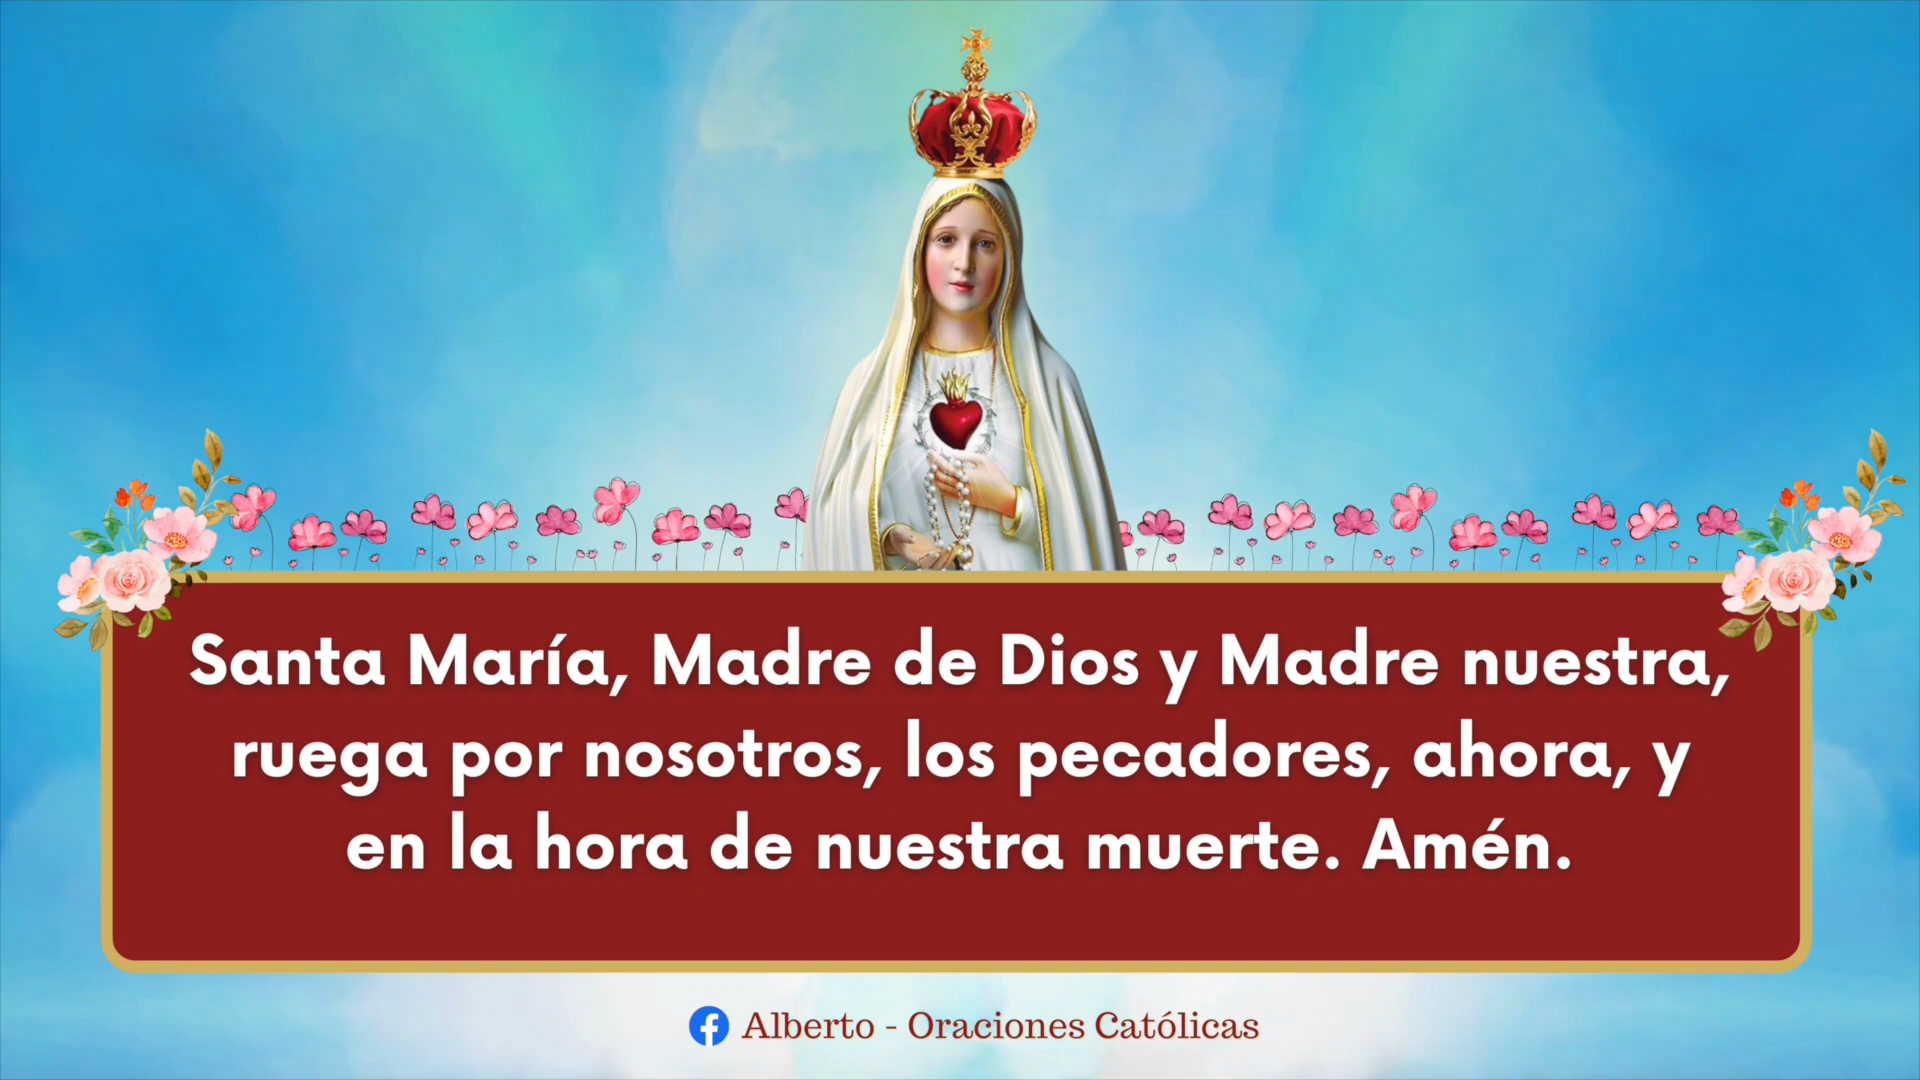 Santa María, Madre de Dios y Madre nuestra,
ruega por nosotros, los pecadores, ahora, y
en la hora de nuestra muerte. Amén.
Alberto - Oraciones Católicas